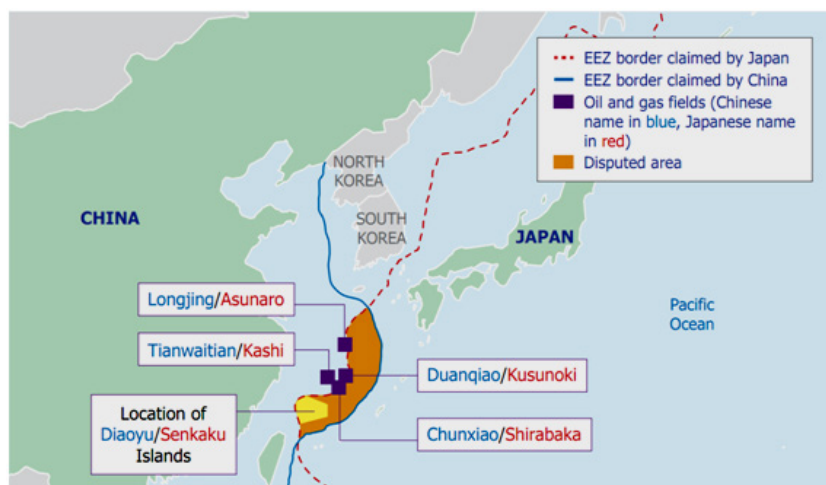 EEZ border claimed by Japan
EEZ border claimed by China
Oil and gas fields (Chinese
name in blue, Japanese name
in red)
Disputed area
NORTH
KOREA
CHINA
SOUTH
KOREA
JAPAN
Longjing/Asunaro
Pacific
Ocean
Tianwaitian/Kashi
Duanqiao/Kusunoki
Location of
Diaoyu/Senkaku
Islands
Chunxiao/Shirabaka